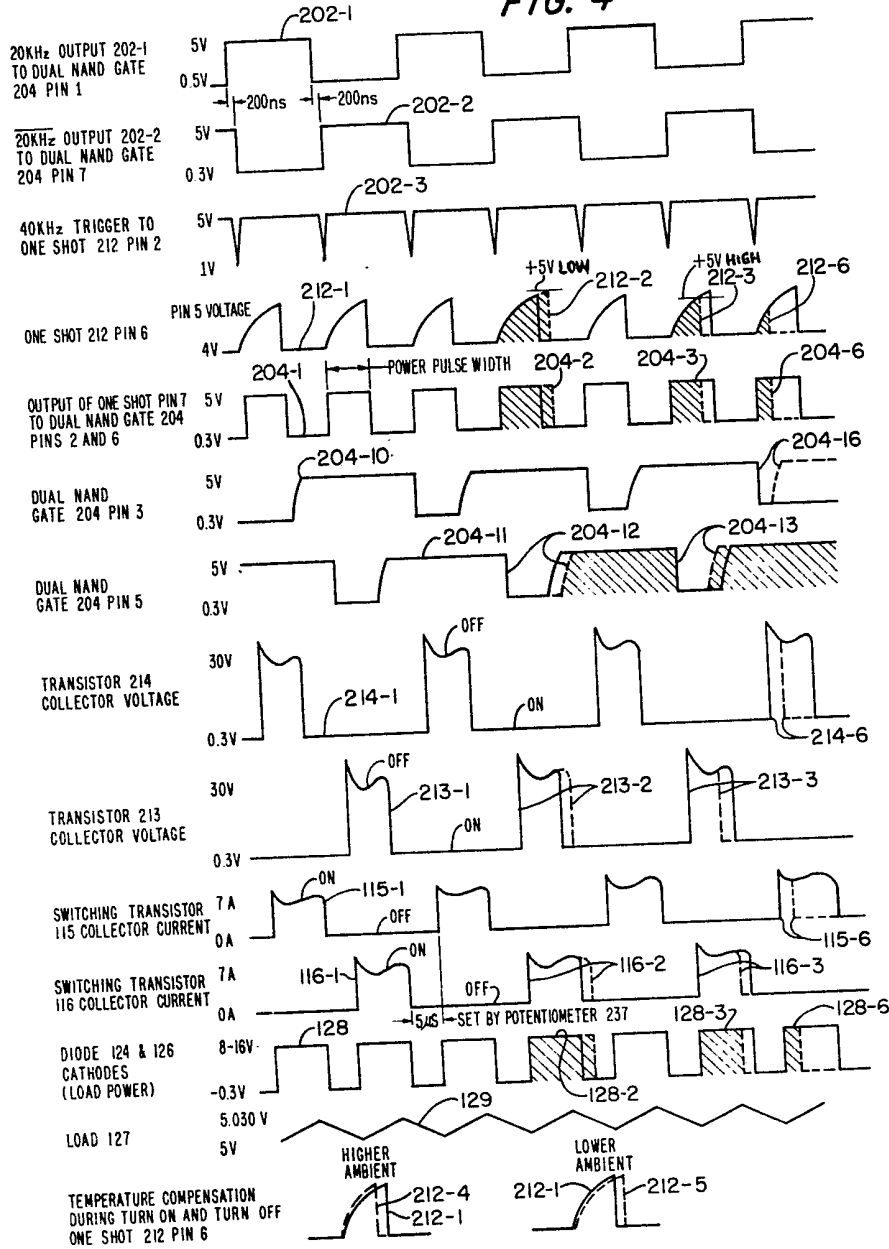 FIG. 4
202-1
20KHz OUTPUT 202-1
TO DUAL NAND GATE
204 PIN 1
5V
0.5V
200ns
200ns
202-2
20KHz OUTPUT 202-2
TO DUAL NAND GATE
204 PIN 7
5V
0.3V
202-3
40KHz TRIGGER TO
ONE SHOT 212 PIN 2
5V
1V
+5V LOW
212-2
+5V HIGH
212-3
212-6
PIN 5 VOLTAGE
212-1
ONE SHOT 212 PIN 6
4V
204-1
POWER PULSE WIDTH
204-2
204-3
204-6
OUTPUT OF ONE SHOT PIN 7
TO DUAL NAND GATE 204
PINS 2 AND 6
5V
0.3V
204-10
204-16
DUAL NAND
GATE 204 PIN 3
5V
0.3V
204-11
204-12
204-13
DUAL NAND
GATE 204 PIN 5
5V
0.3V
OFF
TRANSISTOR 214
COLLECTOR VOLTAGE
30V
0.3V
214-1
ON
214-6
OFF
213-1
213-2
213-3
TRANSISTOR 213
COLLECTOR VOLTAGE
30V
0.3V
ON
ON
115-1
SWITCHING TRANSISTOR
115 COLLECTOR CURRENT
7A
0A
OFF
115-6
ON
116-1
116-2
116-3
SWITCHING TRANSISTOR
116 COLLECTOR CURRENT
7A
0A
OFF
5µS
SET BY POTENTIOMETER 237
128
128-3
128-6
DIODE 124 & 126
CATHODES
(LOAD POWER)
8-16V
-0.3V
128-2
129
LOAD 127
5.030 V
5V
HIGHER
AMBIENT
LOWER
AMBIENT
TEMPERATURE COMPENSATION
DURING TURN ON AND TURN OFF
ONE SHOT 212 PIN 6
212-4
212-1
212-1
212-5